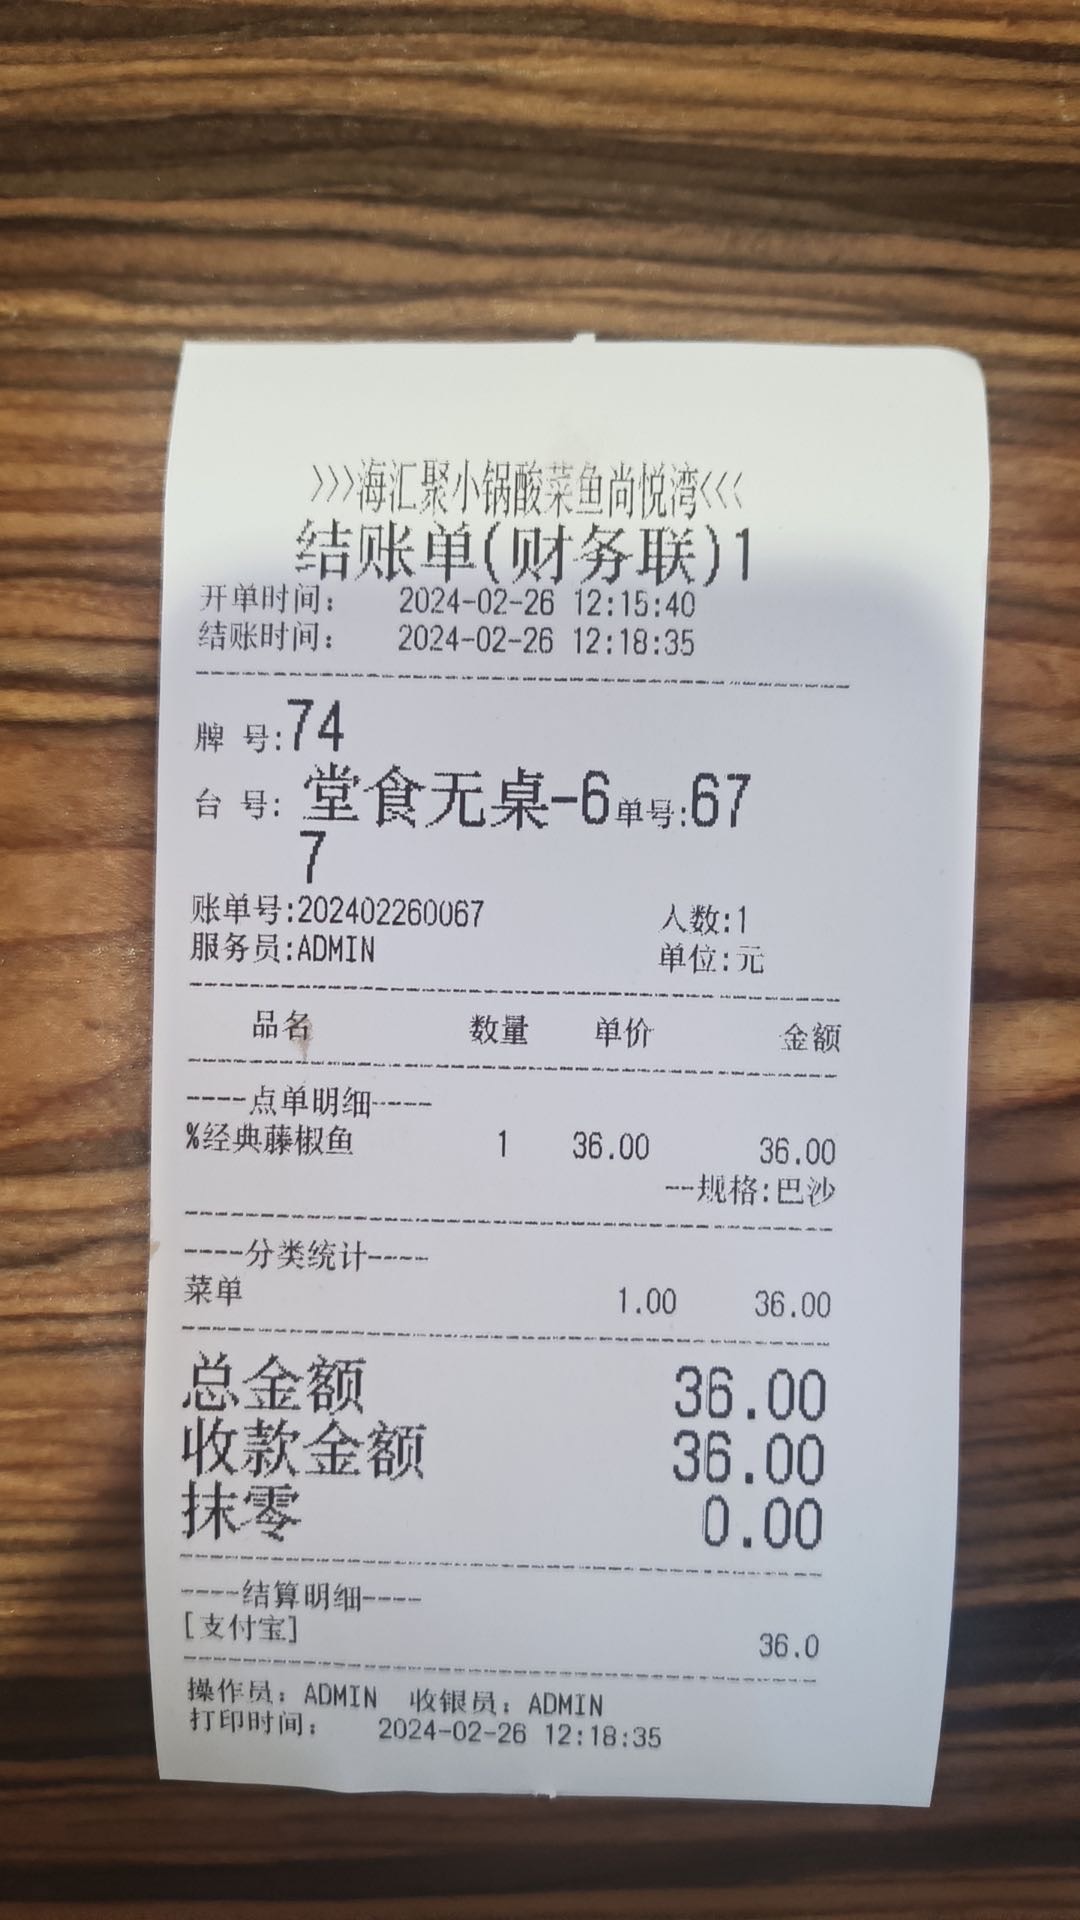 >>>海汇聚小锅酸菜鱼尚悦湾<<<
结账单(财务联)1
开单时间： 2024-02-26 12:15:40
结账时间： 2024-02-26 12:18:35
牌 号:74
台 号: 堂食无桌-6单号:67
7
账单号:202402260067 人数:1
服务员:ADMIN 单位:元
品名 数量 单价 金额
----点单明细----
%经典藤椒鱼 1 36.00 36.00
--规格:巴沙
----分类统计----
菜单 1.00 36.00
总金额 36.00
收款金额 36.00
抹零 0.00
----结算明细----
[支付宝] 36.0
操作员：ADMIN 收银员：ADMIN
打印时间： 2024-02-26 12:18:35